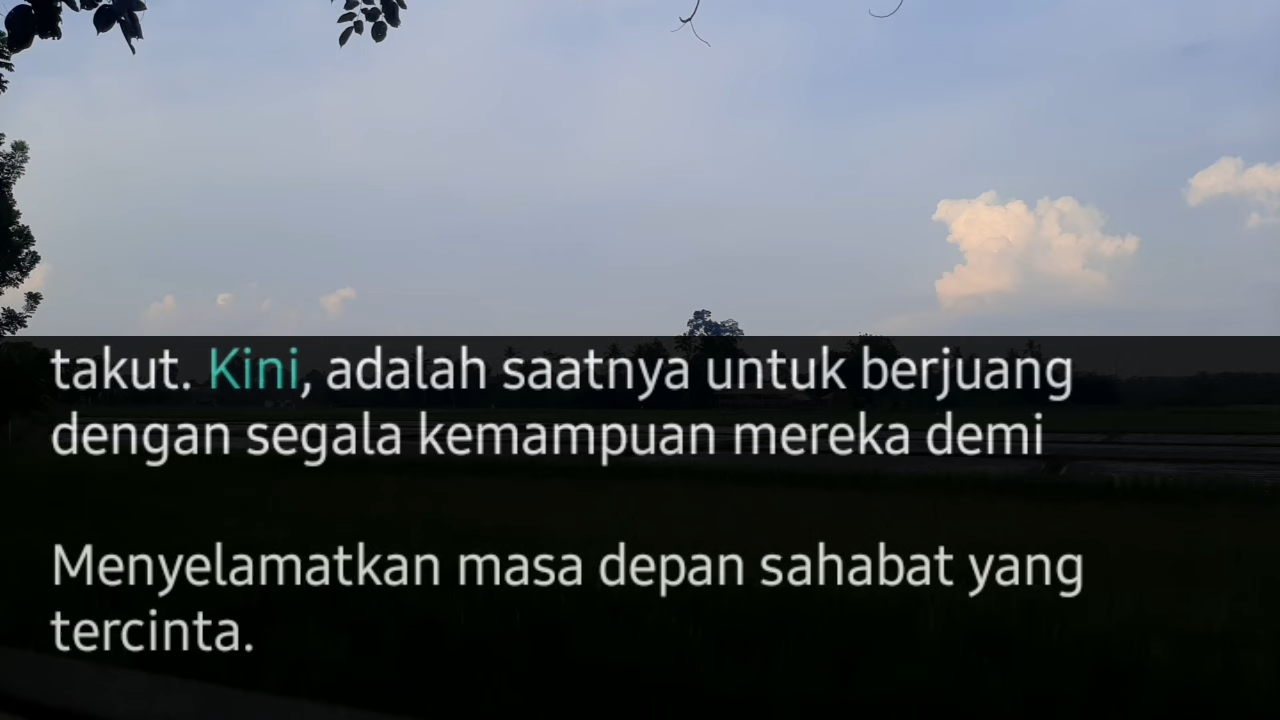 takut. Kini, adalah saatnya untuk berjuang
dengan segala kemampuan mereka demi
Menyelamatkan masa depan sahabat yang
tercinta.